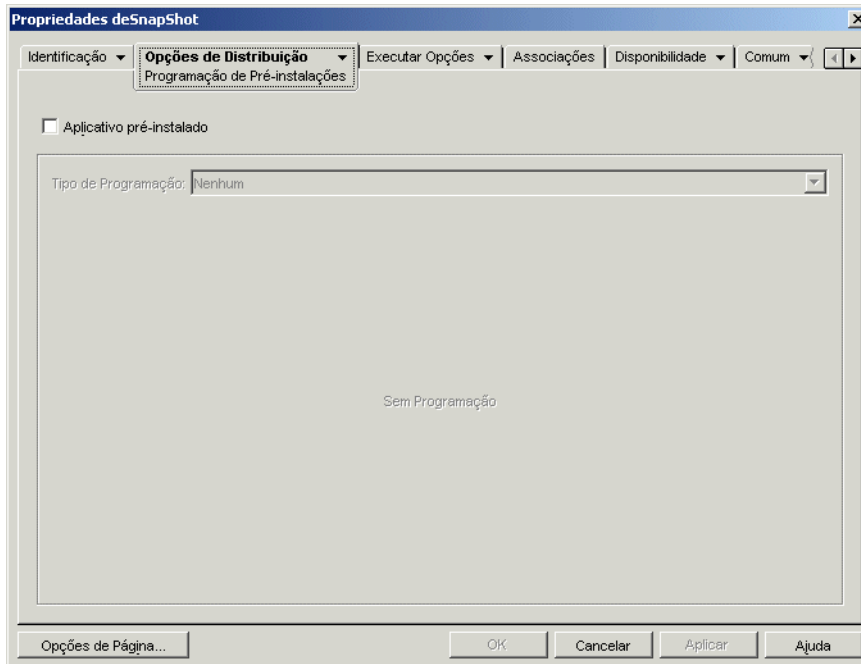 Propriedades deSnapShot
Identificação Opções de Distribuição Executar Opções Associações Disponibilidade Comum
Programação de Pré-instalações
Aplicativo pré-instalado
Tipo de Programação: Nenhum
Sem Programação
Opções de Página... OK Cancelar Aplicar Ajuda